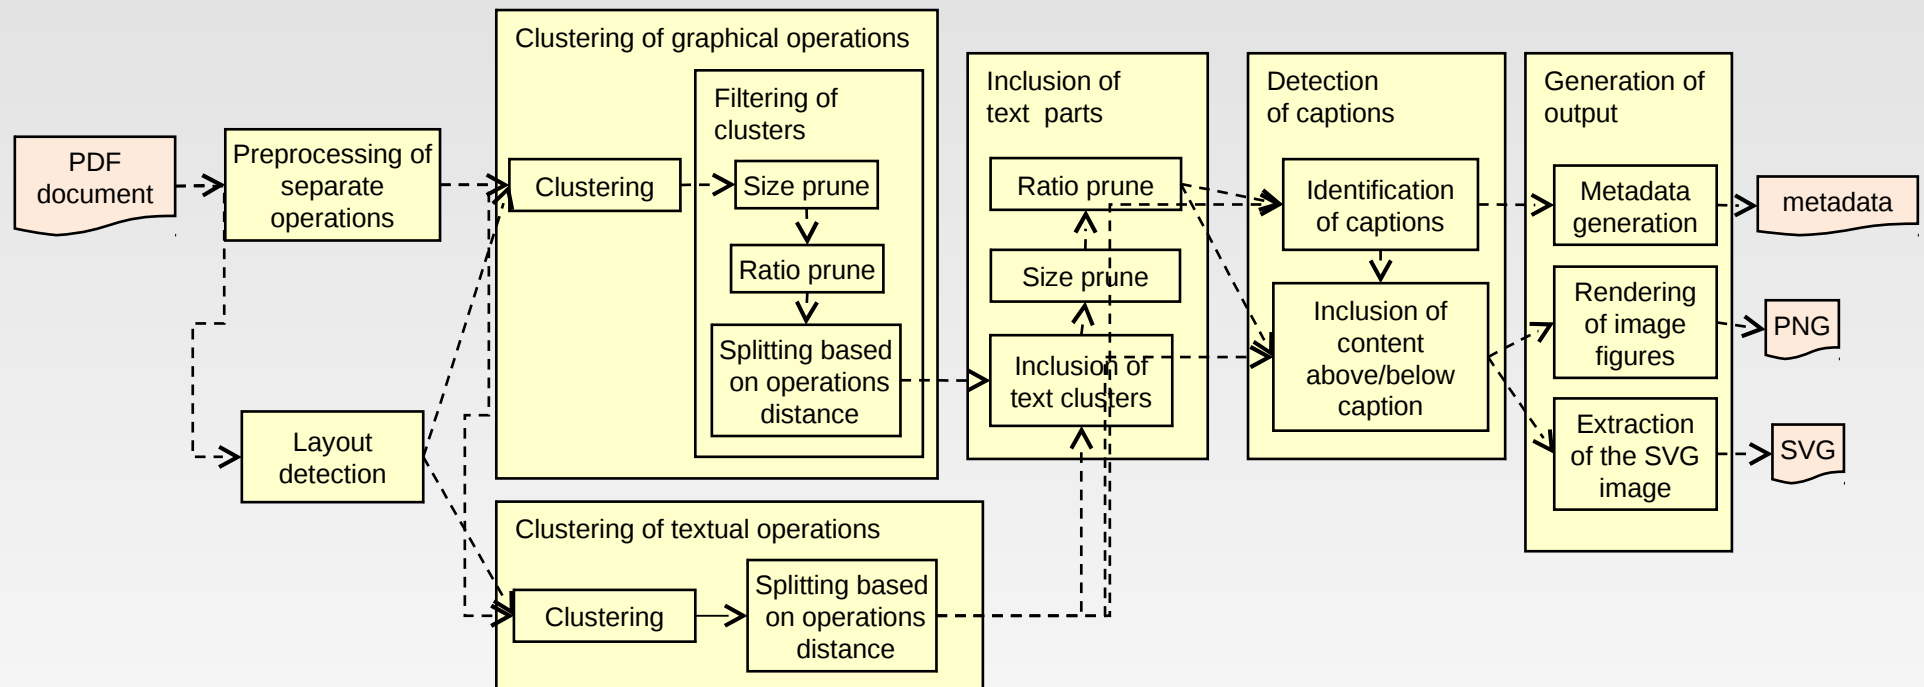 PDF
document
Preprocessing of
separate
operations
Layout
detection
Clustering of graphical operations
Clustering
Filtering of
clusters
Size prune
Ratio prune
Splitting based
on operations
distance
Clustering of textual operations
Clustering
Splitting based
on operations
distance
Inclusion of
text parts
Ratio prune
Size prune
Inclusion of
text clusters
Detection
of captions
Identification
of captions
Inclusion of
content
above/below
caption
Generation of
output
Metadata
generation
Rendering
of image
figures
Extraction
of the SVG
image
metadata
PNG
SVG